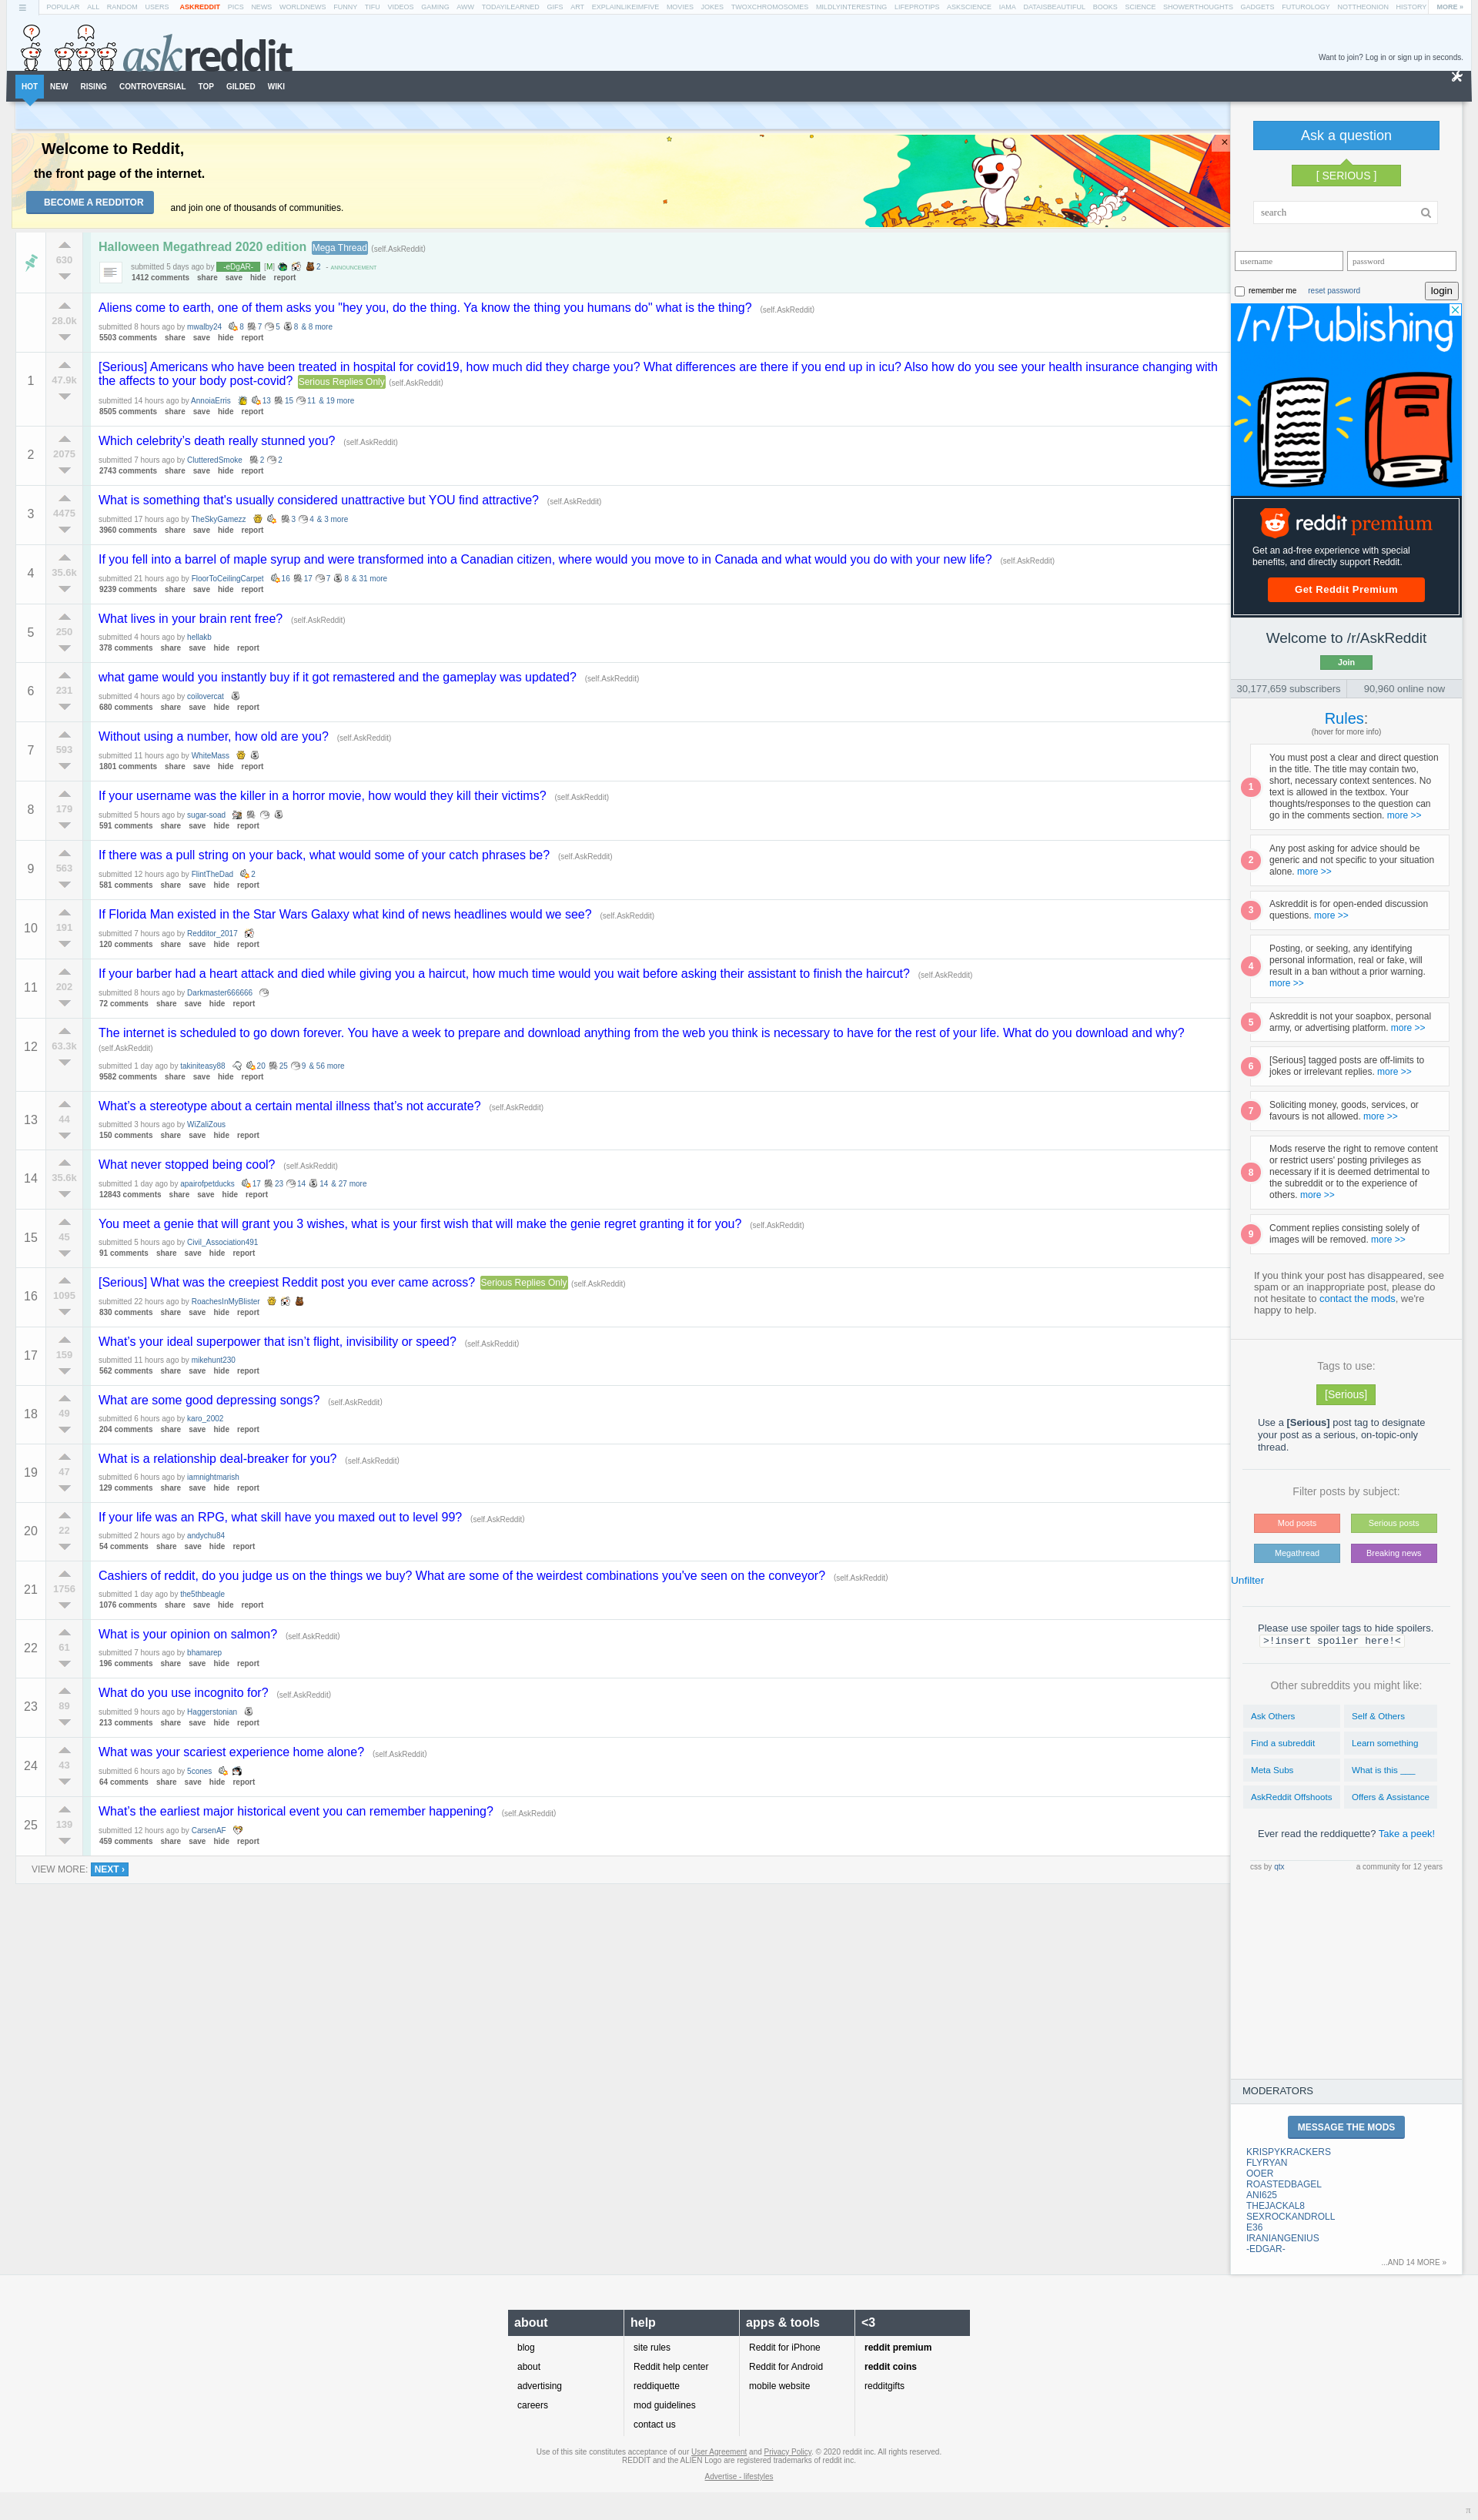 POPULAR ALL RANDOM USERS ASKREDDIT PICS NEWS WORLDNEWS FUNNY TIFU VIDEOS GAMING AWW TODAYILEARNED GIFS ART EXPLAINLIKEIMFIVE MOVIES JOKES TWOXCHROMOSOMES MILDLYINTERESTING LIFEPROTIPS ASKSCIENCE IAMA DATAISBEAUTIFUL BOOKS SCIENCE SHOWERTHOUGHTS GADGETS FUTUROLOGY NOTTHEONION HISTORY MORE »
askreddit
Want to join? Log in or sign up in seconds.
HOT NEW RISING CONTROVERSIAL TOP GILDED WIKI
Welcome to Reddit,
the front page of the internet.
BECOME A REDDITOR and join one of thousands of communities.
630
Halloween Megathread 2020 edition Mega Thread (self.AskReddit)
submitted 5 days ago by -eDgAR- [M] 2 - ANNOUNCEMENT
1412 comments share save hide report
28.0k
Aliens come to earth, one of them asks you "hey you, do the thing. Ya know the thing you humans do" what is the thing? (self.AskReddit)
submitted 8 hours ago by mwalby24 8 7 5 8 & 8 more
5503 comments share save hide report
1 47.9k
[Serious] Americans who have been treated in hospital for covid19, how much did they charge you? What differences are there if you end up in icu? Also how do you see your health insurance changing with
the affects to your body post-covid? Serious Replies Only (self.AskReddit)
submitted 14 hours ago by AnnoiaErris 13 15 11 & 19 more
8505 comments share save hide report
2 2075
Which celebrity's death really stunned you? (self.AskReddit)
submitted 7 hours ago by ClutteredSmoke 2 2
2743 comments share save hide report
3 4475
What is something that's usually considered unattractive but YOU find attractive? (self.AskReddit)
submitted 17 hours ago by TheSkyGamezz 3 4 & 3 more
3960 comments share save hide report
4 35.6k
If you fell into a barrel of maple syrup and were transformed into a Canadian citizen, where would you move to in Canada and what would you do with your new life? (self.AskReddit)
submitted 21 hours ago by FloorToCeilingCarpet 16 17 7 8 & 31 more
9239 comments share save hide report
5 250
What lives in your brain rent free? (self.AskReddit)
submitted 4 hours ago by hellakb
378 comments share save hide report
6 231
what game would you instantly buy if it got remastered and the gameplay was updated? (self.AskReddit)
submitted 4 hours ago by coilovercat
680 comments share save hide report
7 593
Without using a number, how old are you? (self.AskReddit)
submitted 11 hours ago by WhiteMass
1801 comments share save hide report
8 179
If your username was the killer in a horror movie, how would they kill their victims? (self.AskReddit)
submitted 5 hours ago by sugar-soad
591 comments share save hide report
9 563
If there was a pull string on your back, what would some of your catch phrases be? (self.AskReddit)
submitted 12 hours ago by FlintTheDad 2
581 comments share save hide report
10 191
If Florida Man existed in the Star Wars Galaxy what kind of news headlines would we see? (self.AskReddit)
submitted 7 hours ago by Redditor_2017
120 comments share save hide report
11 202
If your barber had a heart attack and died while giving you a haircut, how much time would you wait before asking their assistant to finish the haircut? (self.AskReddit)
submitted 8 hours ago by Darkmaster666666
72 comments share save hide report
12 63.3k
The internet is scheduled to go down forever. You have a week to prepare and download anything from the web you think is necessary to have for the rest of your life. What do you download and why?
(self.AskReddit)
submitted 1 day ago by takiniteasy88 20 25 9 & 56 more
9582 comments share save hide report
13 44
What's a stereotype about a certain mental illness that's not accurate? (self.AskReddit)
submitted 3 hours ago by WiZaliZous
150 comments share save hide report
14 35.6k
What never stopped being cool? (self.AskReddit)
submitted 1 day ago by apairofpetducks 17 23 14 14 & 27 more
12843 comments share save hide report
15 45
You meet a genie that will grant you 3 wishes, what is your first wish that will make the genie regret granting it for you? (self.AskReddit)
submitted 5 hours ago by Civil_Association491
91 comments share save hide report
16 1095
[Serious] What was the creepiest Reddit post you ever came across? Serious Replies Only (self.AskReddit)
submitted 22 hours ago by RoachesInMyBlister
830 comments share save hide report
17 159
What's your ideal superpower that isn't flight, invisibility or speed? (self.AskReddit)
submitted 11 hours ago by mikehunt230
562 comments share save hide report
18 49
What are some good depressing songs? (self.AskReddit)
submitted 6 hours ago by karo_2002
204 comments share save hide report
19 47
What is a relationship deal-breaker for you? (self.AskReddit)
submitted 6 hours ago by iamnightmarish
129 comments share save hide report
20 22
If your life was an RPG, what skill have you maxed out to level 99? (self.AskReddit)
submitted 2 hours ago by andychu84
54 comments share save hide report
21 1756
Cashiers of reddit, do you judge us on the things we buy? What are some of the weirdest combinations you've seen on the conveyor? (self.AskReddit)
submitted 1 day ago by the5thbeagle
1076 comments share save hide report
22 61
What is your opinion on salmon? (self.AskReddit)
submitted 7 hours ago by bhamarep
196 comments share save hide report
23 89
What do you use incognito for? (self.AskReddit)
submitted 9 hours ago by Haggerstonian
213 comments share save hide report
24 43
What was your scariest experience home alone? (self.AskReddit)
submitted 6 hours ago by 5cones
64 comments share save hide report
25 139
What's the earliest major historical event you can remember happening? (self.AskReddit)
submitted 12 hours ago by CarsenAF
459 comments share save hide report
VIEW MORE: NEXT ›
Ask a question
[ SERIOUS ]
search
username password
remember me reset password login
/r/Publishing
reddit premium
Get an ad-free experience with special
benefits, and directly support Reddit.
Get Reddit Premium
Welcome to /r/AskReddit
Join
30,177,659 subscribers 90,960 online now
Rules:
(hover for more info)
1 You must post a clear and direct question
in the title. The title may contain two,
short, necessary context sentences. No
text is allowed in the textbox. Your
thoughts/responses to the question can
go in the comments section. more >>
2 Any post asking for advice should be
generic and not specific to your situation
alone. more >>
3 Askreddit is for open-ended discussion
questions. more >>
4 Posting, or seeking, any identifying
personal information, real or fake, will
result in a ban without a prior warning.
more >>
5 Askreddit is not your soapbox, personal
army, or advertising platform. more >>
6 [Serious] tagged posts are off-limits to
jokes or irrelevant replies. more >>
7 Soliciting money, goods, services, or
favours is not allowed. more >>
8 Mods reserve the right to remove content
or restrict users' posting privileges as
necessary if it is deemed detrimental to
the subreddit or to the experience of
others. more >>
9 Comment replies consisting solely of
images will be removed. more >>
If you think your post has disappeared, see
spam or an inappropriate post, please do
not hesitate to contact the mods, we're
happy to help.
Tags to use:
[Serious]
Use a [Serious] post tag to designate
your post as a serious, on-topic-only
thread.
Filter posts by subject:
Mod posts Serious posts
Megathread Breaking news
Unfilter
Please use spoiler tags to hide spoilers.
>!insert spoiler here!<
Other subreddits you might like:
Ask Others Self & Others
Find a subreddit Learn something
Meta Subs What is this ___
AskReddit Offshoots Offers & Assistance
Ever read the reddiquette? Take a peek!
css by qtx a community for 12 years
MODERATORS
MESSAGE THE MODS
KRISPYKRACKERS
FLYRYAN
OOER
ROASTEDBAGEL
ANI625
THEJACKAL8
SEXROCKANDROLL
E36
IRANIANGENIUS
-EDGAR-
...AND 14 MORE »
about help apps & tools <3
blog site rules Reddit for iPhone reddit premium
about Reddit help center Reddit for Android reddit coins
advertising reddiquette mobile website redditgifts
careers mod guidelines
contact us
Use of this site constitutes acceptance of our User Agreement and Privacy Policy. © 2020 reddit inc. All rights reserved.
REDDIT and the ALIEN Logo are registered trademarks of reddit inc.
Advertise - lifestyles